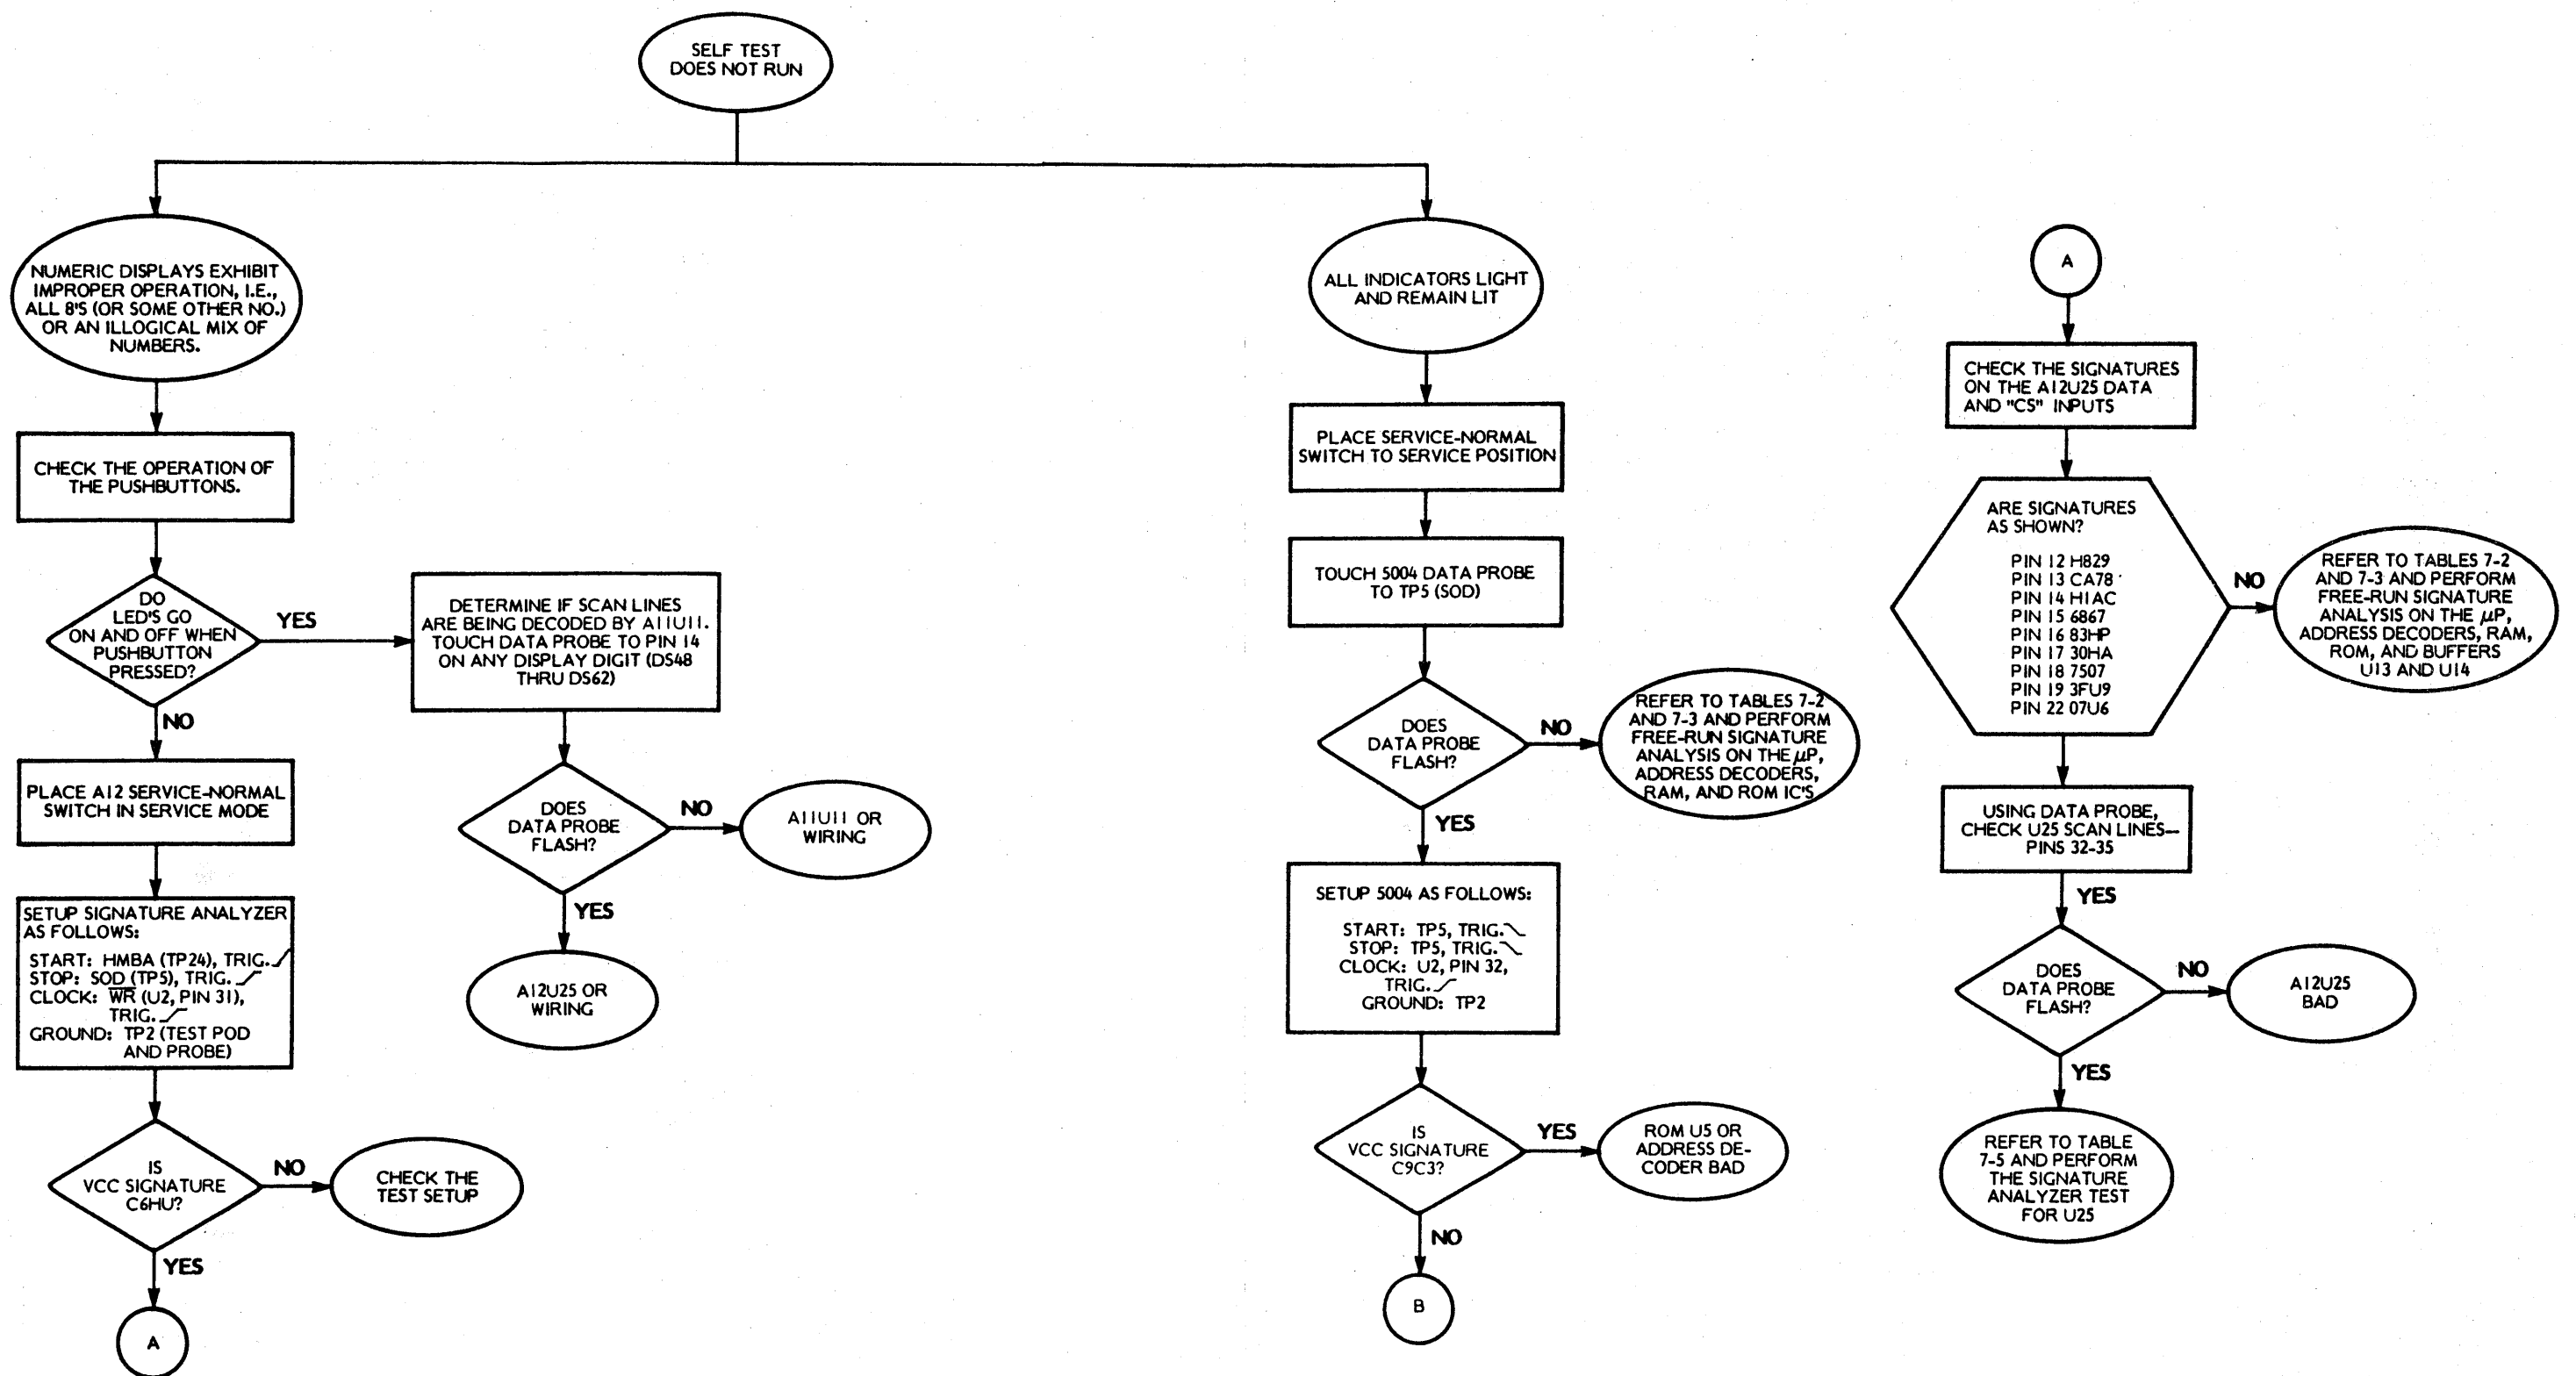 SELF TEST
DOES NOT RUN
NUMERIC DISPLAYS EXHIBIT
IMPROPER OPERATION, I.E.,
ALL 8'S (OR SOME OTHER NO.)
OR AN ILLOGICAL MIX OF
NUMBERS.
CHECK THE OPERATION OF
THE PUSHBUTTONS.
DO
LED'S GO
ON AND OFF WHEN
PUSHBUTTON
PRESSED?
YES
NO
DETERMINE IF SCAN LINES
ARE BEING DECODED BY A11U11.
TOUCH DATA PROBE TO PIN 14
ON ANY DISPLAY DIGIT (DS48
THRU DS62)
DOES
DATA PROBE
FLASH?
NO
A11U11 OR
WIRING
YES
A12U25 OR
WIRING
PLACE A12 SERVICE-NORMAL
SWITCH IN SERVICE MODE
SETUP SIGNATURE ANALYZER
AS FOLLOWS:
START: HMBA (TP24), TRIG.
STOP: SOD (TP5), TRIG.
CLOCK: WR (U2, PIN 31),
TRIG.
GROUND: TP2 (TEST POD
AND PROBE)
IS
VCC SIGNATURE
C6HU?
NO
CHECK THE
TEST SETUP
YES
A
ALL INDICATORS LIGHT
AND REMAIN LIT
PLACE SERVICE-NORMAL
SWITCH TO SERVICE POSITION
TOUCH 5004 DATA PROBE
TO TP5 (SOD)
DOES
DATA PROBE
FLASH?
NO
REFER TO TABLES 7-2
AND 7-3 AND PERFORM
FREE-RUN SIGNATURE
ANALYSIS ON THE μP,
ADDRESS DECODERS,
RAM, AND ROM IC'S
YES
SETUP 5004 AS FOLLOWS:
START: TP5, TRIG.
STOP: TP5, TRIG.
CLOCK: U2, PIN 32,
TRIG.
GROUND: TP2
IS
VCC SIGNATURE
C9C3?
YES
ROM U5 OR
ADDRESS DE-
CODER BAD
NO
B
A
CHECK THE SIGNATURES
ON THE A12U25 DATA
AND "CS" INPUTS
ARE SIGNATURES
AS SHOWN?
PIN 12 H829
PIN 13 CA78
PIN 14 H1AC
PIN 15 6867
PIN 16 83HP
PIN 17 30HA
PIN 18 7507
PIN 19 3FU9
PIN 22 07U6
NO
REFER TO TABLES 7-2
AND 7-3 AND PERFORM
FREE-RUN SIGNATURE
ANALYSIS ON THE μP,
ADDRESS DECODERS, RAM,
ROM, AND BUFFERS
U13 AND U14
USING DATA PROBE,
CHECK U25 SCAN LINES—
PINS 32-35
YES
DOES
DATA PROBE
FLASH?
NO
A12U25
BAD
YES
REFER TO TABLE
7-5 AND PERFORM
THE SIGNATURE
ANALYZER TEST
FOR U25